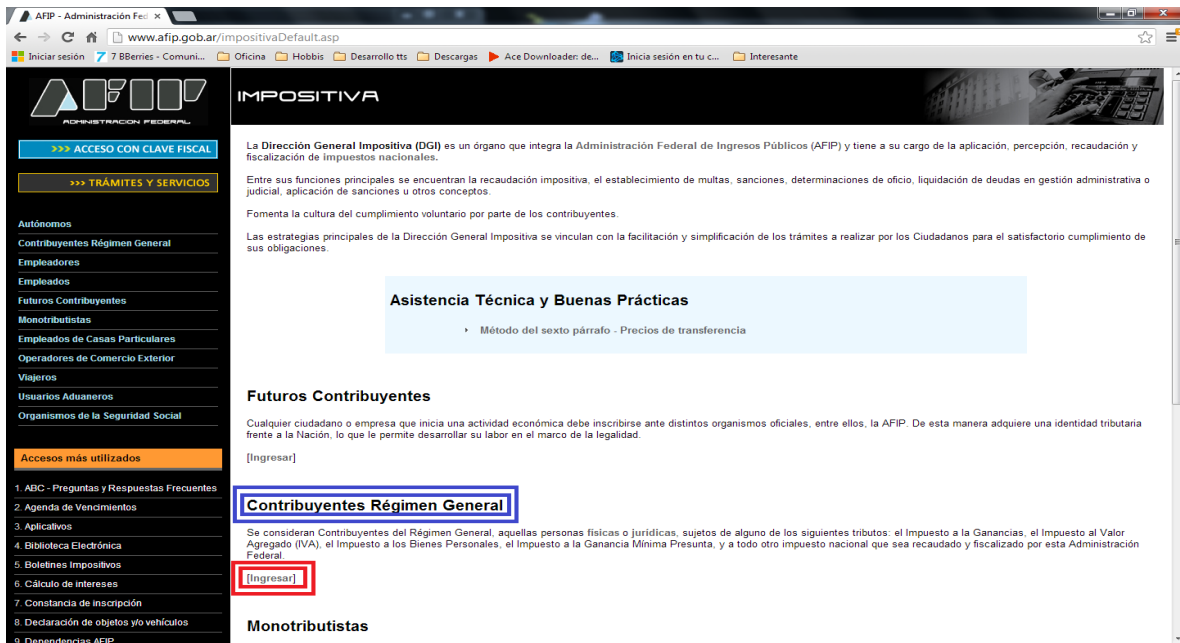 AFIP - Administración Fed
www.afip.gob.ar/impositivaDefault.asp
Iniciar sesión
7 BBerries - Comuni...
Oficina
Hobbis
Desarrollo tts
Descargas
Ace Downloader: de...
Inicia sesión en tu c...
Interesante
AFIP
ADMINISTRACION FEDERAL
IMPOSITIVA
>>> ACCESO CON CLAVE FISCAL
>>> TRÁMITES Y SERVICIOS
Autónomos
Contribuyentes Régimen General
Empleadores
Empleados
Futuros Contribuyentes
Monotributistas
Empleados de Casas Particulares
Operadores de Comercio Exterior
Viajeros
Usuarios Aduaneros
Organismos de la Seguridad Social
Accesos más utilizados
1. ABC - Preguntas y Respuestas Frecuentes
2. Agenda de Vencimientos
3. Aplicativos
4. Biblioteca Electrónica
5. Boletines Impositivos
6. Cálculo de intereses
7. Constancia de inscripción
8. Declaración de objetos y/o vehículos
9. Dependencias AFIP
La Dirección General Impositiva (DGI) es un órgano que integra la Administración Federal de Ingresos Públicos (AFIP) y tiene a su cargo de la aplicación, percepción, recaudación y
fiscalización de impuestos nacionales.
Entre sus funciones principales se encuentran la recaudación impositiva, el establecimiento de multas, sanciones, determinaciones de oficio, liquidación de deudas en gestión administrativa o
judicial, aplicación de sanciones u otros conceptos.
Fomenta la cultura del cumplimiento voluntario por parte de los contribuyentes.
Las estrategias principales de la Dirección General Impositiva se vinculan con la facilitación y simplificación de los trámites a realizar por los Ciudadanos para el satisfactorio cumplimiento de
sus obligaciones.
Asistencia Técnica y Buenas Prácticas
Método del sexto párrafo - Precios de transferencia
Futuros Contribuyentes
Cualquier ciudadano o empresa que inicia una actividad económica debe inscribirse ante distintos organismos oficiales, entre ellos, la AFIP. De esta manera adquiere una identidad tributaria
frente a la Nación, lo que le permite desarrollar su labor en el marco de la legalidad.
[Ingresar]
Contribuyentes Régimen General
Se consideran Contribuyentes del Régimen General, aquellas personas físicas o jurídicas, sujetos de alguno de los siguientes tributos: el Impuesto a la Ganancias, el Impuesto al Valor
Agregado (IVA), el Impuesto a los Bienes Personales, el Impuesto a la Ganancia Mínima Presunta, y a todo otro impuesto nacional que sea recaudado y fiscalizado por esta Administración
Federal.
[Ingresar]
Monotributistas